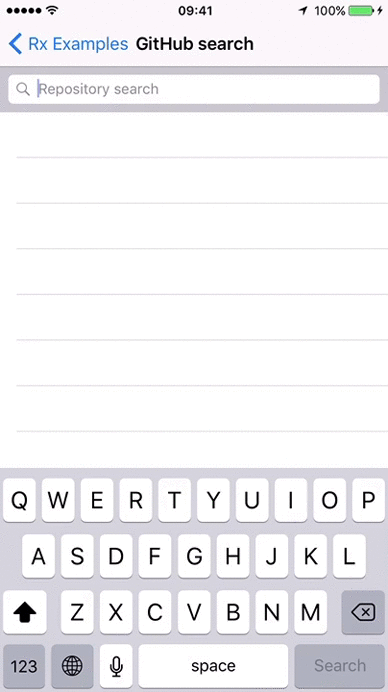 09:41 100%
Rx Examples GitHub search
Repository search
Q W E R T Y U I O P
A S D F G H J K L
Z X C V B N M
123 space Search